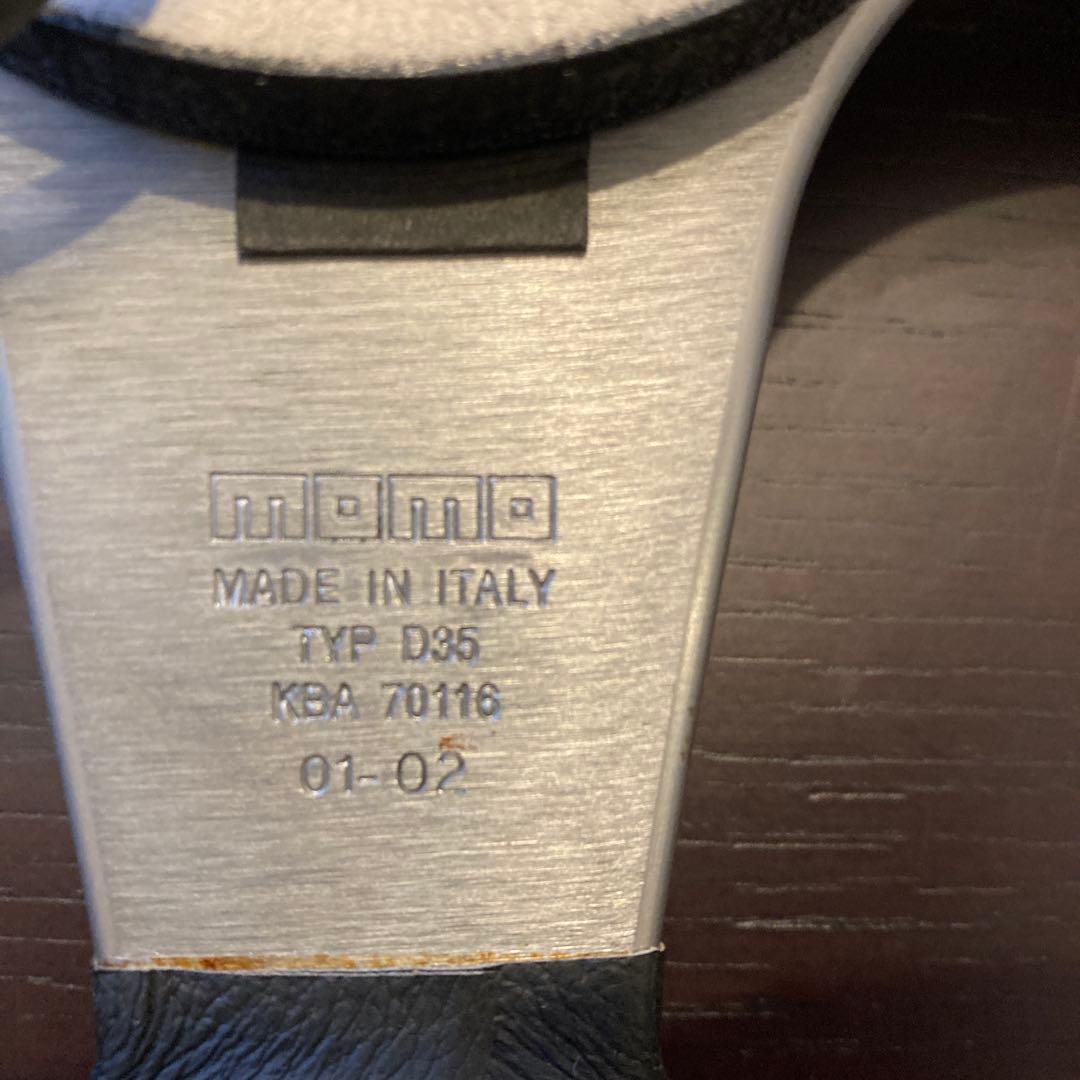 momo
MADE IN ITALY
TYP D35
KBA 70116
01-02